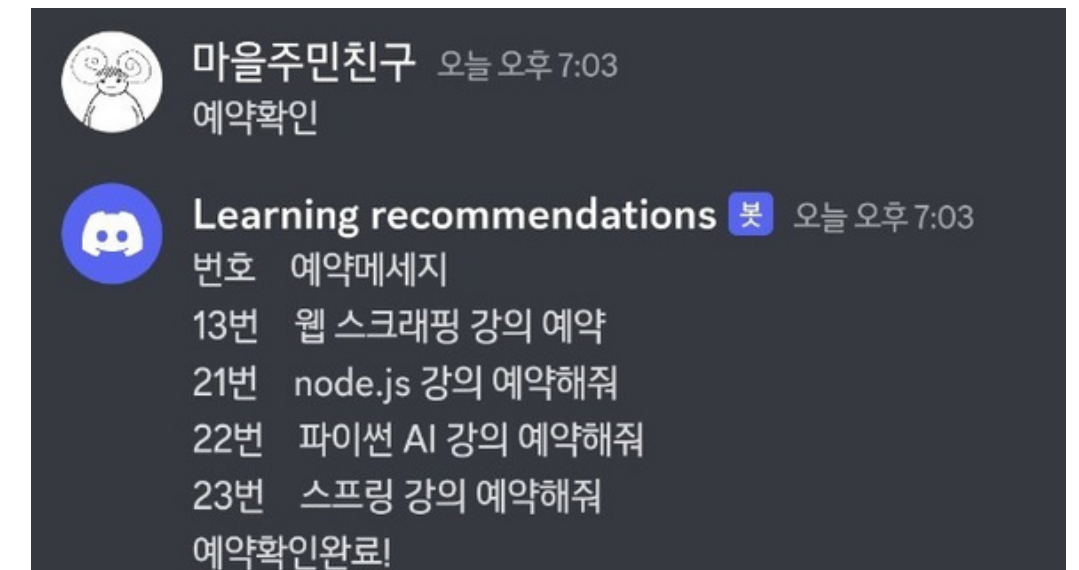 마을주민친구 오늘 오후 7:03
예약확인
Learning recommendations 봇 오늘 오후 7:03
번호 예약메세지
13번 웹 스크래핑 강의 예약
21번 node.js 강의 예약해줘
22번 파이썬 AI 강의 예약해줘
23번 스프링 강의 예약해줘
예약확인완료!